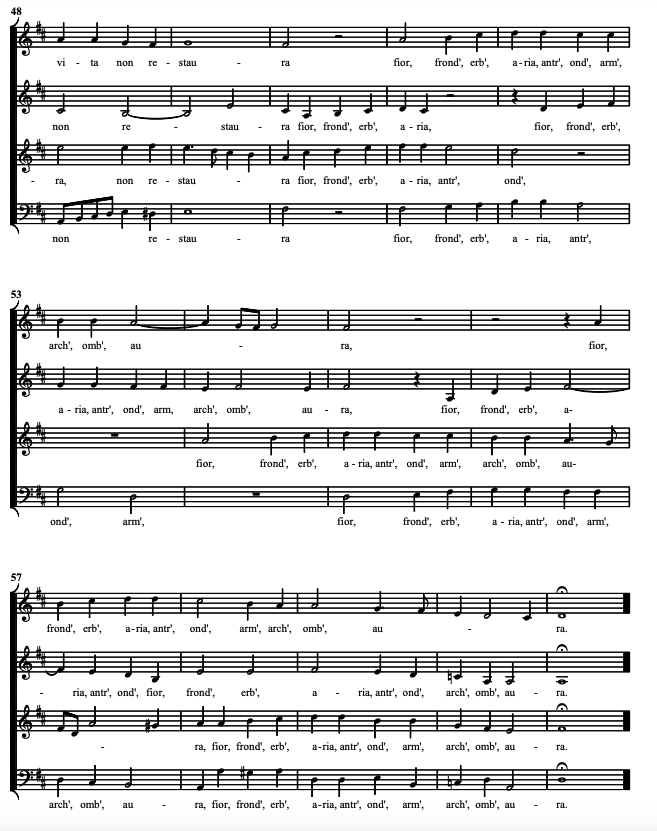 48
vi - ta non re - stau - ra fior, frond', erb', a - ria, antr', ond', arm',
non re - stau - ra fior, frond', erb', a - ria, fior, frond', erb',
- ra, non re - stau - ra fior, frond', erb', a - ria, antr', ond',
non re - stau - ra fior, frond', erb', a - ria, antr',
53
arch', omb', au - ra, fior,
a - ria, antr', ond', arm, arch', omb', au - ra, fior, frond', erb', a-
fior, frond', erb', a - ria, antr', ond', arm', arch', omb', au-
ond', arm', fior, frond', erb', a - ria, antr', ond', arm',
57
frond', erb', a - ria, antr', ond', arm', arch', omb', au - ra.
- ria, antr', ond', fior, frond', erb', a - ria, antr', ond', arch', omb', au - ra.
- ra, fior, frond', erb', a - ria, antr', ond', arm', arch', omb', au - ra.
arch', omb', au - ra, fior, frond', erb', a - ria, antr', ond', arm', arch', omb', au - ra.